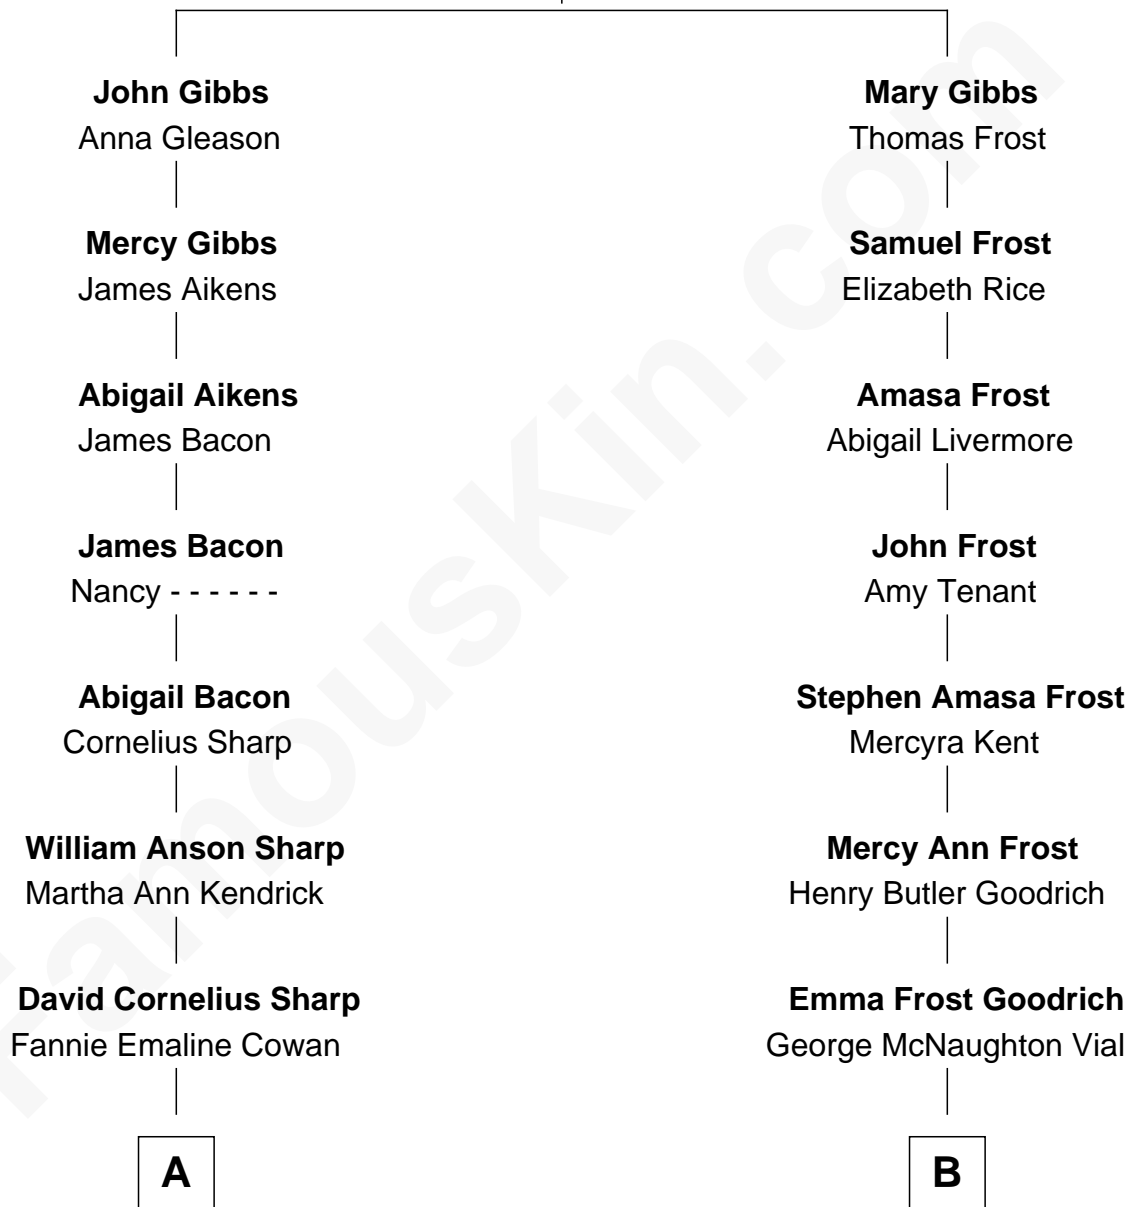 John Gibbs
Anna Gleason
Mercy Gibbs
James Aikens
Abigail Aikens
James Bacon
James Bacon
Nancy - - - - - -
Abigail Bacon
Cornelius Sharp
William Anson Sharp
Martha Ann Kendrick
David Cornelius Sharp
Fannie Emaline Cowan
A
Mary Gibbs
Thomas Frost
Samuel Frost
Elizabeth Rice
Amasa Frost
Abigail Livermore
John Frost
Amy Tenant
Stephen Amasa Frost
Mercyra Kent
Mercy Ann Frost
Henry Butler Goodrich
Emma Frost Goodrich
George McNaughton Vial
B
FamousKin.com